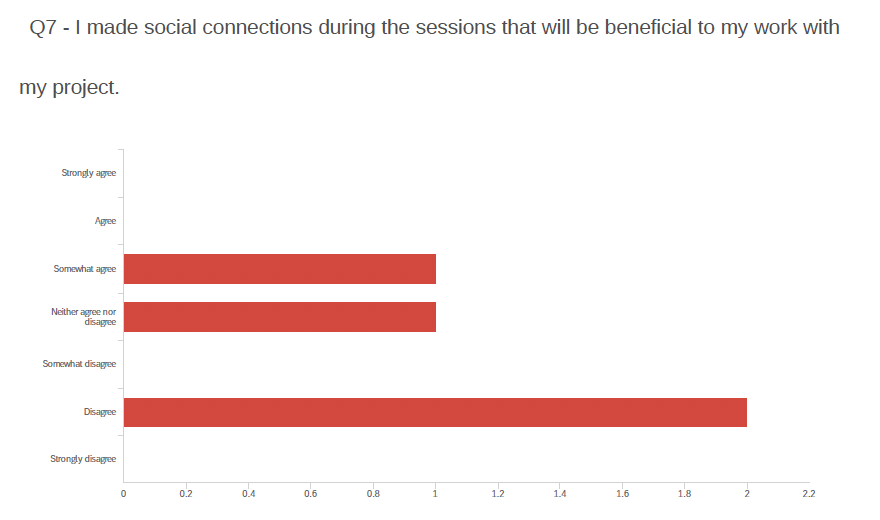 Q7 - I made social connections during the sessions that will be beneficial to my work with
my project.
Strongly agree
Agree
Somewhat agree
Neither agree nor
disagree
Somewhat disagree
Disagree
Strongly disagree
0 0.2 0.4 0.6 0.8 1 1.2 1.4 1.6 1.8 2 2.2